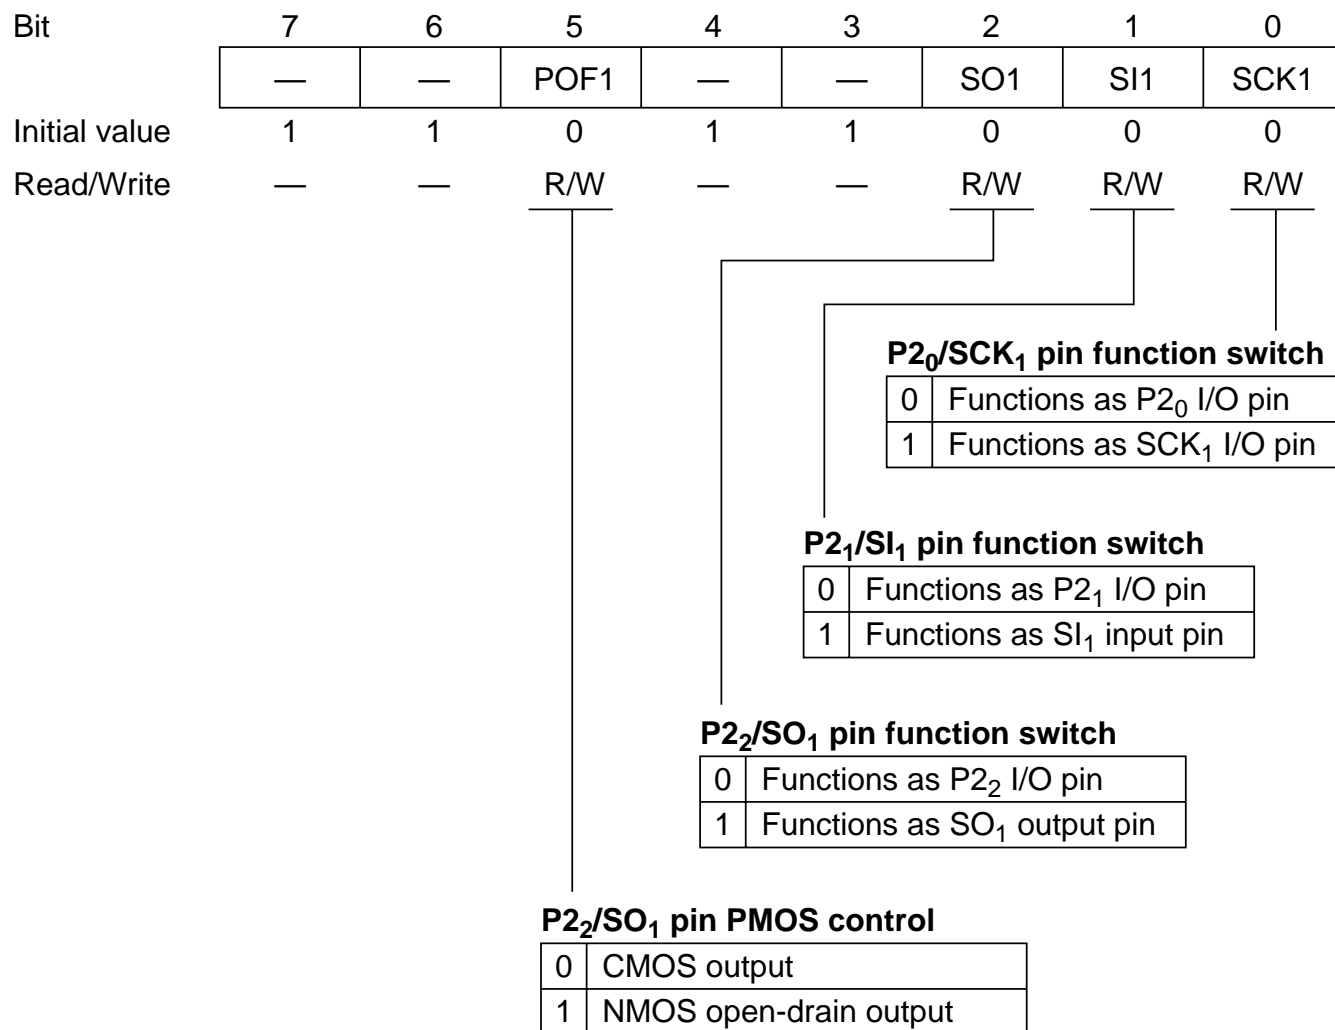 Bit 7 6 5 4 3 2 1 0
— — POF1 — — SO1 SI1 SCK1
Initial value 1 1 0 1 1 0 0 0
Read/Write — — R/W — — R/W R/W R/W
P2₀/SCK₁ pin function switch
0 Functions as P2₀ I/O pin
1 Functions as SCK₁ I/O pin
P2₁/SI₁ pin function switch
0 Functions as P2₁ I/O pin
1 Functions as SI₁ input pin
P2₂/SO₁ pin function switch
0 Functions as P2₂ I/O pin
1 Functions as SO₁ output pin
P2₂/SO₁ pin PMOS control
0 CMOS output
1 NMOS open-drain output